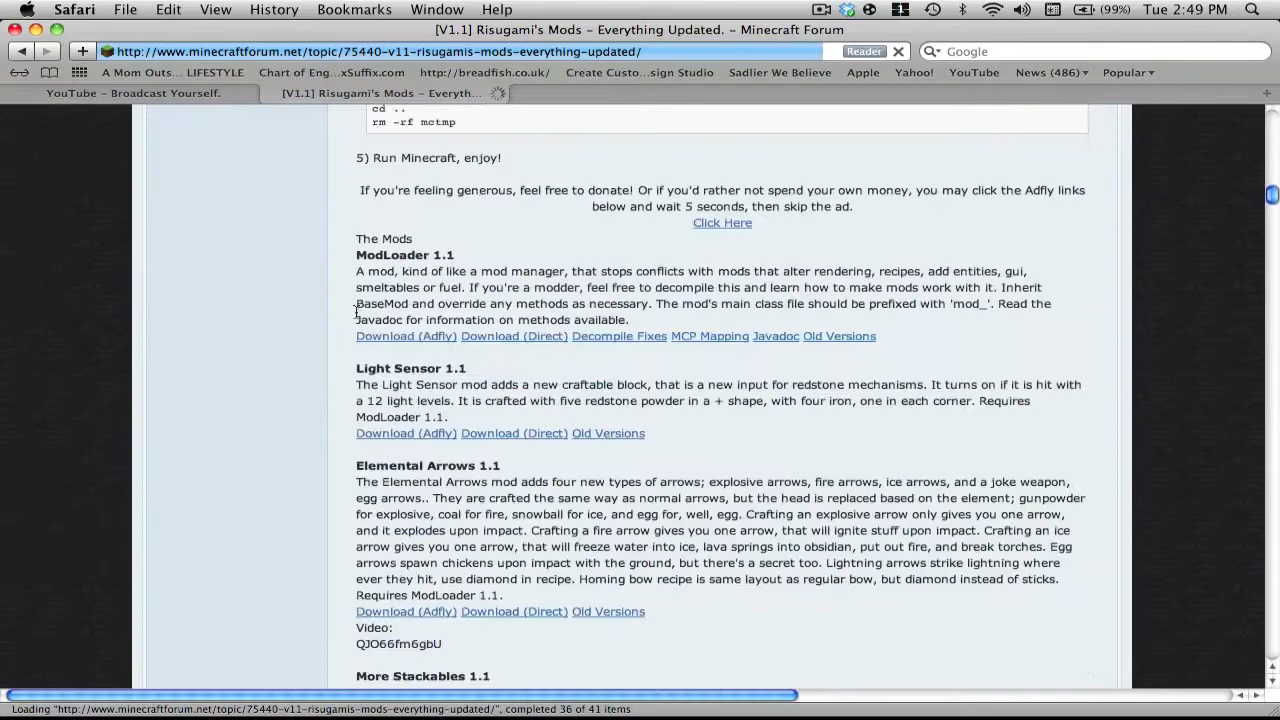 Safari File Edit View History Bookmarks Window Help 1 (99%) Tue 2:49 PM
[V1.1] Risugami's Mods – Everything Updated. – Minecraft Forum
http://www.minecraftforum.net/topic/75440-v11-risugamis-mods-everything-updated/ Reader Google
A Mom Outs... LIFESTYLE Chart of Eng...xSuffix.com http://breadfish.co.uk/ Create Custo...sign Studio Sadlier We Believe Apple Yahoo! YouTube News (486) Popular
YouTube – Broadcast Yourself. [V1.1] Risugami's Mods – Everyth...
cd ..
rm -rf mctmp
5) Run Minecraft, enjoy!
If you're feeling generous, feel free to donate! Or if you'd rather not spend your own money, you may click the Adfly links
below and wait 5 seconds, then skip the ad.
Click Here
The Mods
ModLoader 1.1
A mod, kind of like a mod manager, that stops conflicts with mods that alter rendering, recipes, add entities, gui,
smeltables or fuel. If you're a modder, feel free to decompile this and learn how to make mods work with it. Inherit
BaseMod and override any methods as necessary. The mod's main class file should be prefixed with 'mod_'. Read the
Javadoc for information on methods available.
Download (Adfly) Download (Direct) Decompile Fixes MCP Mapping Javadoc Old Versions
Light Sensor 1.1
The Light Sensor mod adds a new craftable block, that is a new input for redstone mechanisms. It turns on if it is hit with
a 12 light levels. It is crafted with five redstone powder in a + shape, with four iron, one in each corner. Requires
ModLoader 1.1.
Download (Adfly) Download (Direct) Old Versions
Elemental Arrows 1.1
The Elemental Arrows mod adds four new types of arrows; explosive arrows, fire arrows, ice arrows, and a joke weapon,
egg arrows.. They are crafted the same way as normal arrows, but the head is replaced based on the element; gunpowder
for explosive, coal for fire, snowball for ice, and egg for, well, egg. Crafting an explosive arrow only gives you one arrow,
and it explodes upon impact. Crafting a fire arrow gives you one arrow, that will ignite stuff upon impact. Crafting an ice
arrow gives you one arrow, that will freeze water into ice, lava springs into obsidian, put out fire, and break torches. Egg
arrows spawn chickens upon impact with the ground, but there's a secret too. Lightning arrows strike lightning where
ever they hit, use diamond in recipe. Homing bow recipe is same layout as regular bow, but diamond instead of sticks.
Requires ModLoader 1.1.
Download (Adfly) Download (Direct) Old Versions
Video:
QJO66fm6gbU
More Stackables 1.1
Loading "http://www.minecraftforum.net/topic/75440-v11-risugamis-mods-everything-updated/", completed 36 of 41 items